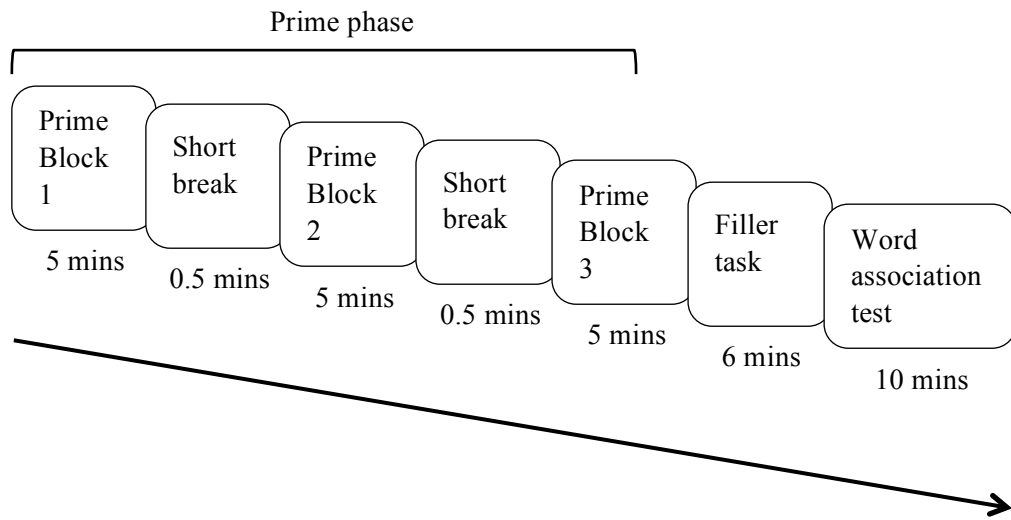 Prime phase
Prime
Block
1
5 mins
Short
break
0.5 mins
Prime
Block
2
5 mins
Short
break
0.5 mins
Prime
Block
3
5 mins
Filler
task
6 mins
Word
association
test
10 mins